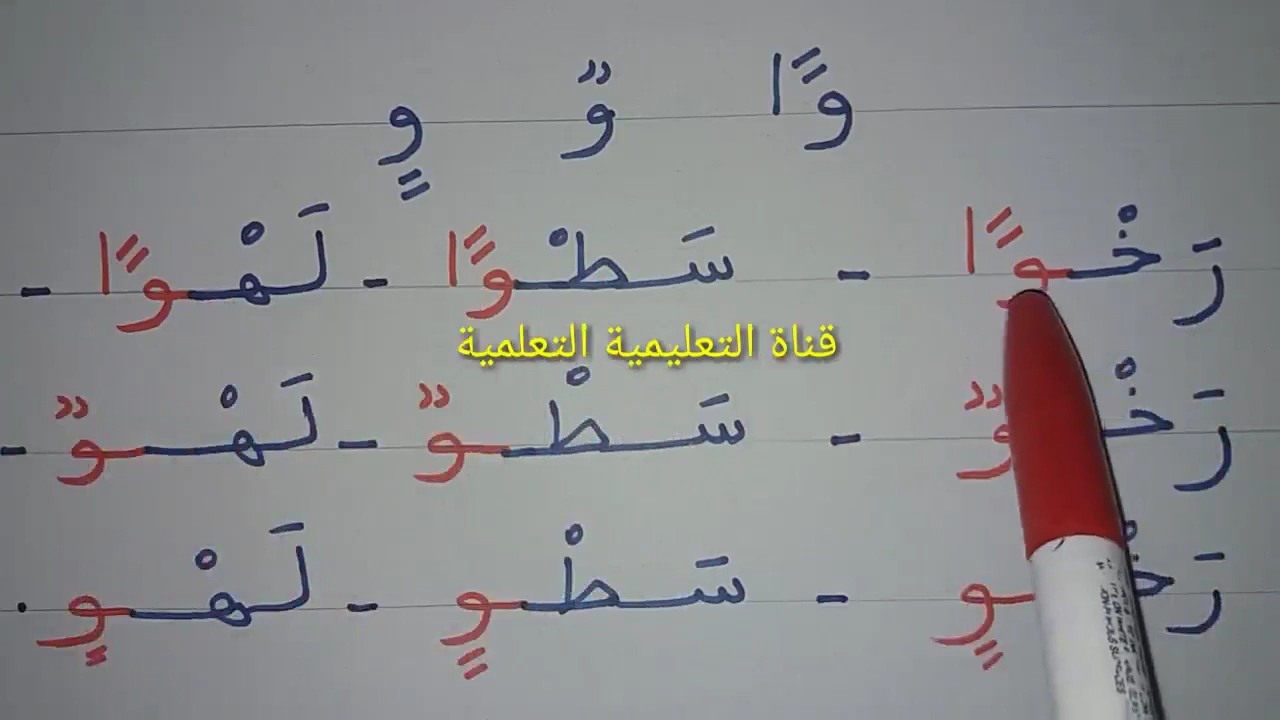 وًا وٌ وٍ
رَخْوًا - سَطْوًا - لَهْوًا -
قناة التعليمية التعلمية
رَخْوٌ - سَطْوٌ - لَهْوٌ -
رَخْوٍ - سَطْوٍ - لَهْوٍ .